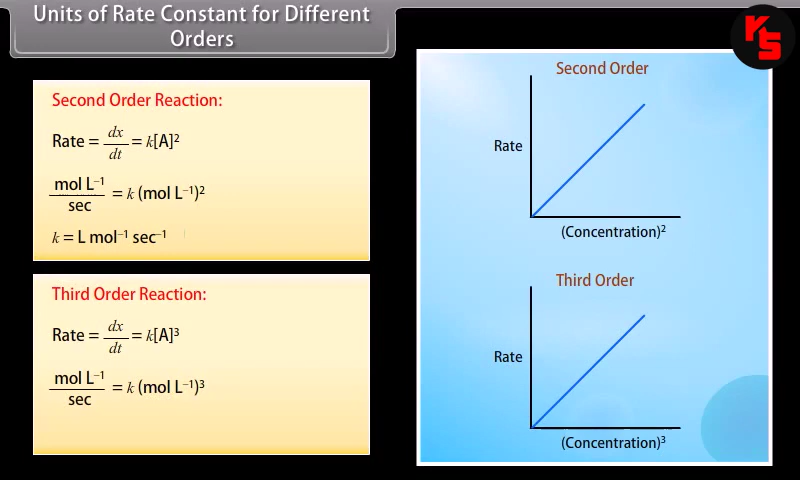 Units of Rate Constant for Different
Orders
KS
Second Order Reaction:
Rate = dx/dt = k[A]²
mol L⁻¹/sec = k (mol L⁻¹)²
k = L mol⁻¹ sec⁻¹
Third Order Reaction:
Rate = dx/dt = k[A]³
mol L⁻¹/sec = k (mol L⁻¹)³
Second Order
Rate
(Concentration)²
Third Order
Rate
(Concentration)³